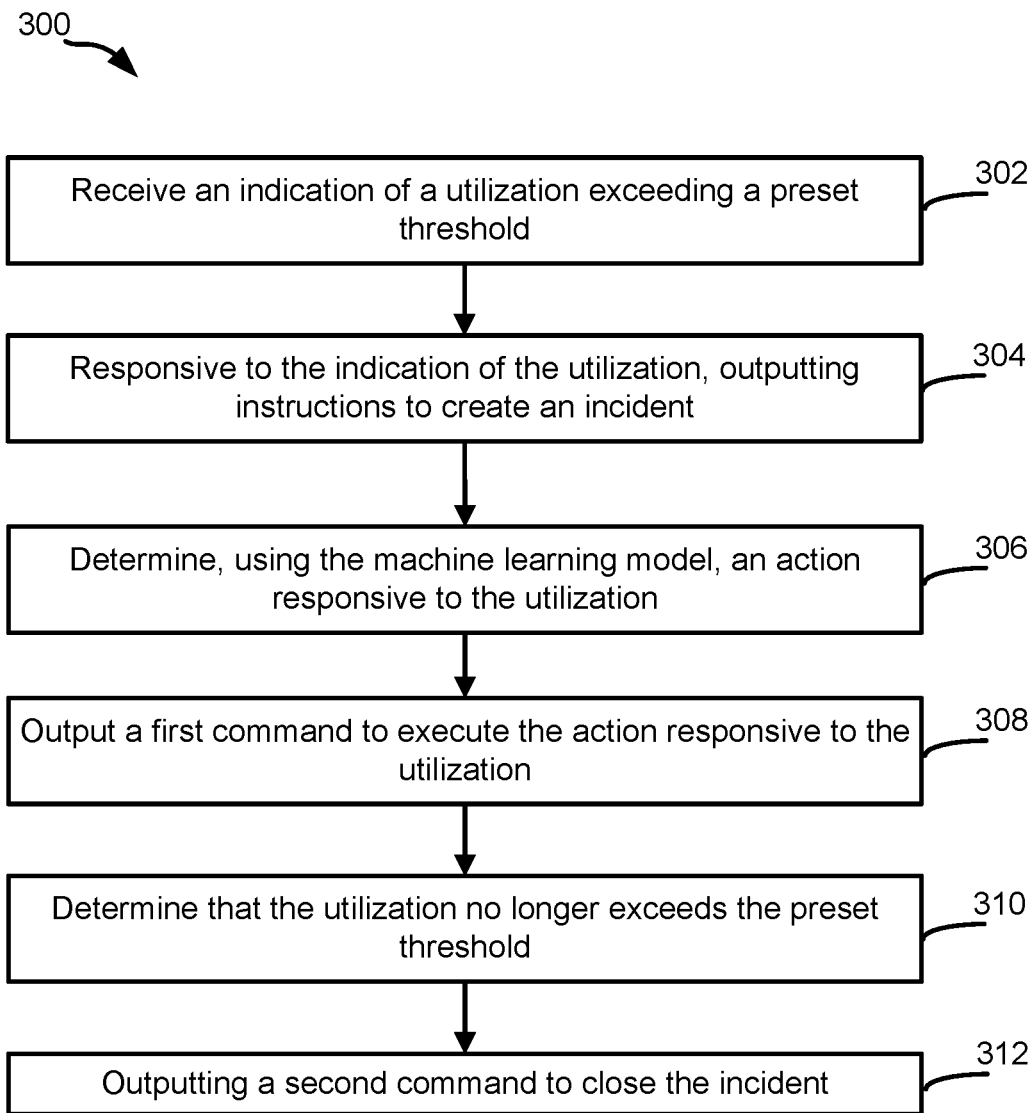 300
Receive an indication of a utilization exceeding a preset
threshold
302
Responsive to the indication of the utilization, outputting
instructions to create an incident
304
Determine, using the machine learning model, an action
responsive to the utilization
306
Output a first command to execute the action responsive to the
utilization
308
Determine that the utilization no longer exceeds the preset
threshold
310
Outputting a second command to close the incident
312